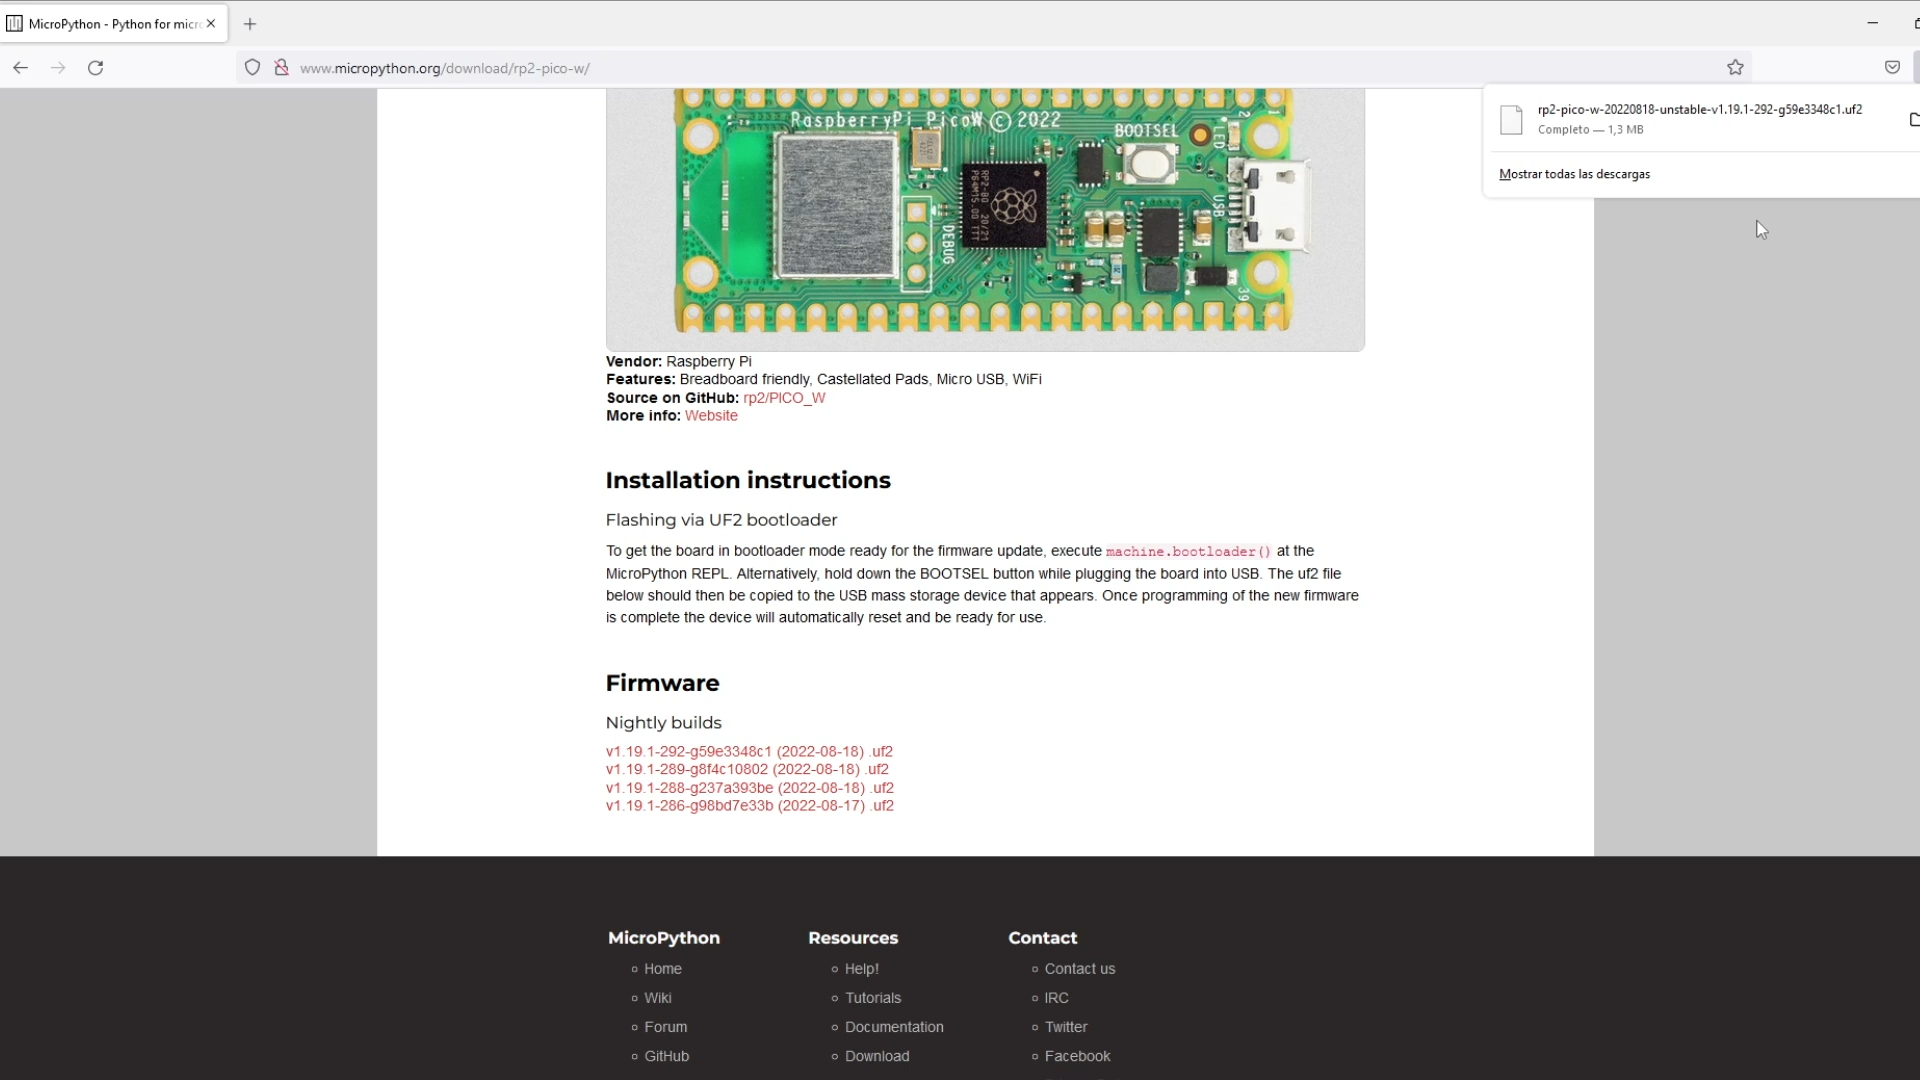 MicroPython - Python for micr
www.micropython.org/download/rp2-pico-w/
rp2-pico-w-20220818-unstable-v1.19.1-292-g59e3348c1.uf2
Completo — 1,3 MB
Mostrar todas las descargas
RaspberryPi PicoW © 2022
BOOTSEL
LED
2
1
USB
DEBUG
39
Vendor: Raspberry Pi
Features: Breadboard friendly, Castellated Pads, Micro USB, WiFi
Source on GitHub: rp2/PICO_W
More info: Website
Installation instructions
Flashing via UF2 bootloader
To get the board in bootloader mode ready for the firmware update, execute machine.bootloader() at the
MicroPython REPL. Alternatively, hold down the BOOTSEL button while plugging the board into USB. The uf2 file
below should then be copied to the USB mass storage device that appears. Once programming of the new firmware
is complete the device will automatically reset and be ready for use.
Firmware
Nightly builds
v1.19.1-292-g59e3348c1 (2022-08-18) .uf2
v1.19.1-289-g8f4c10802 (2022-08-18) .uf2
v1.19.1-288-g237a393be (2022-08-18) .uf2
v1.19.1-286-g98bd7e33b (2022-08-17) .uf2
MicroPython
Home
Wiki
Forum
GitHub
Resources
Help!
Tutorials
Documentation
Download
Contact
Contact us
IRC
Twitter
Facebook